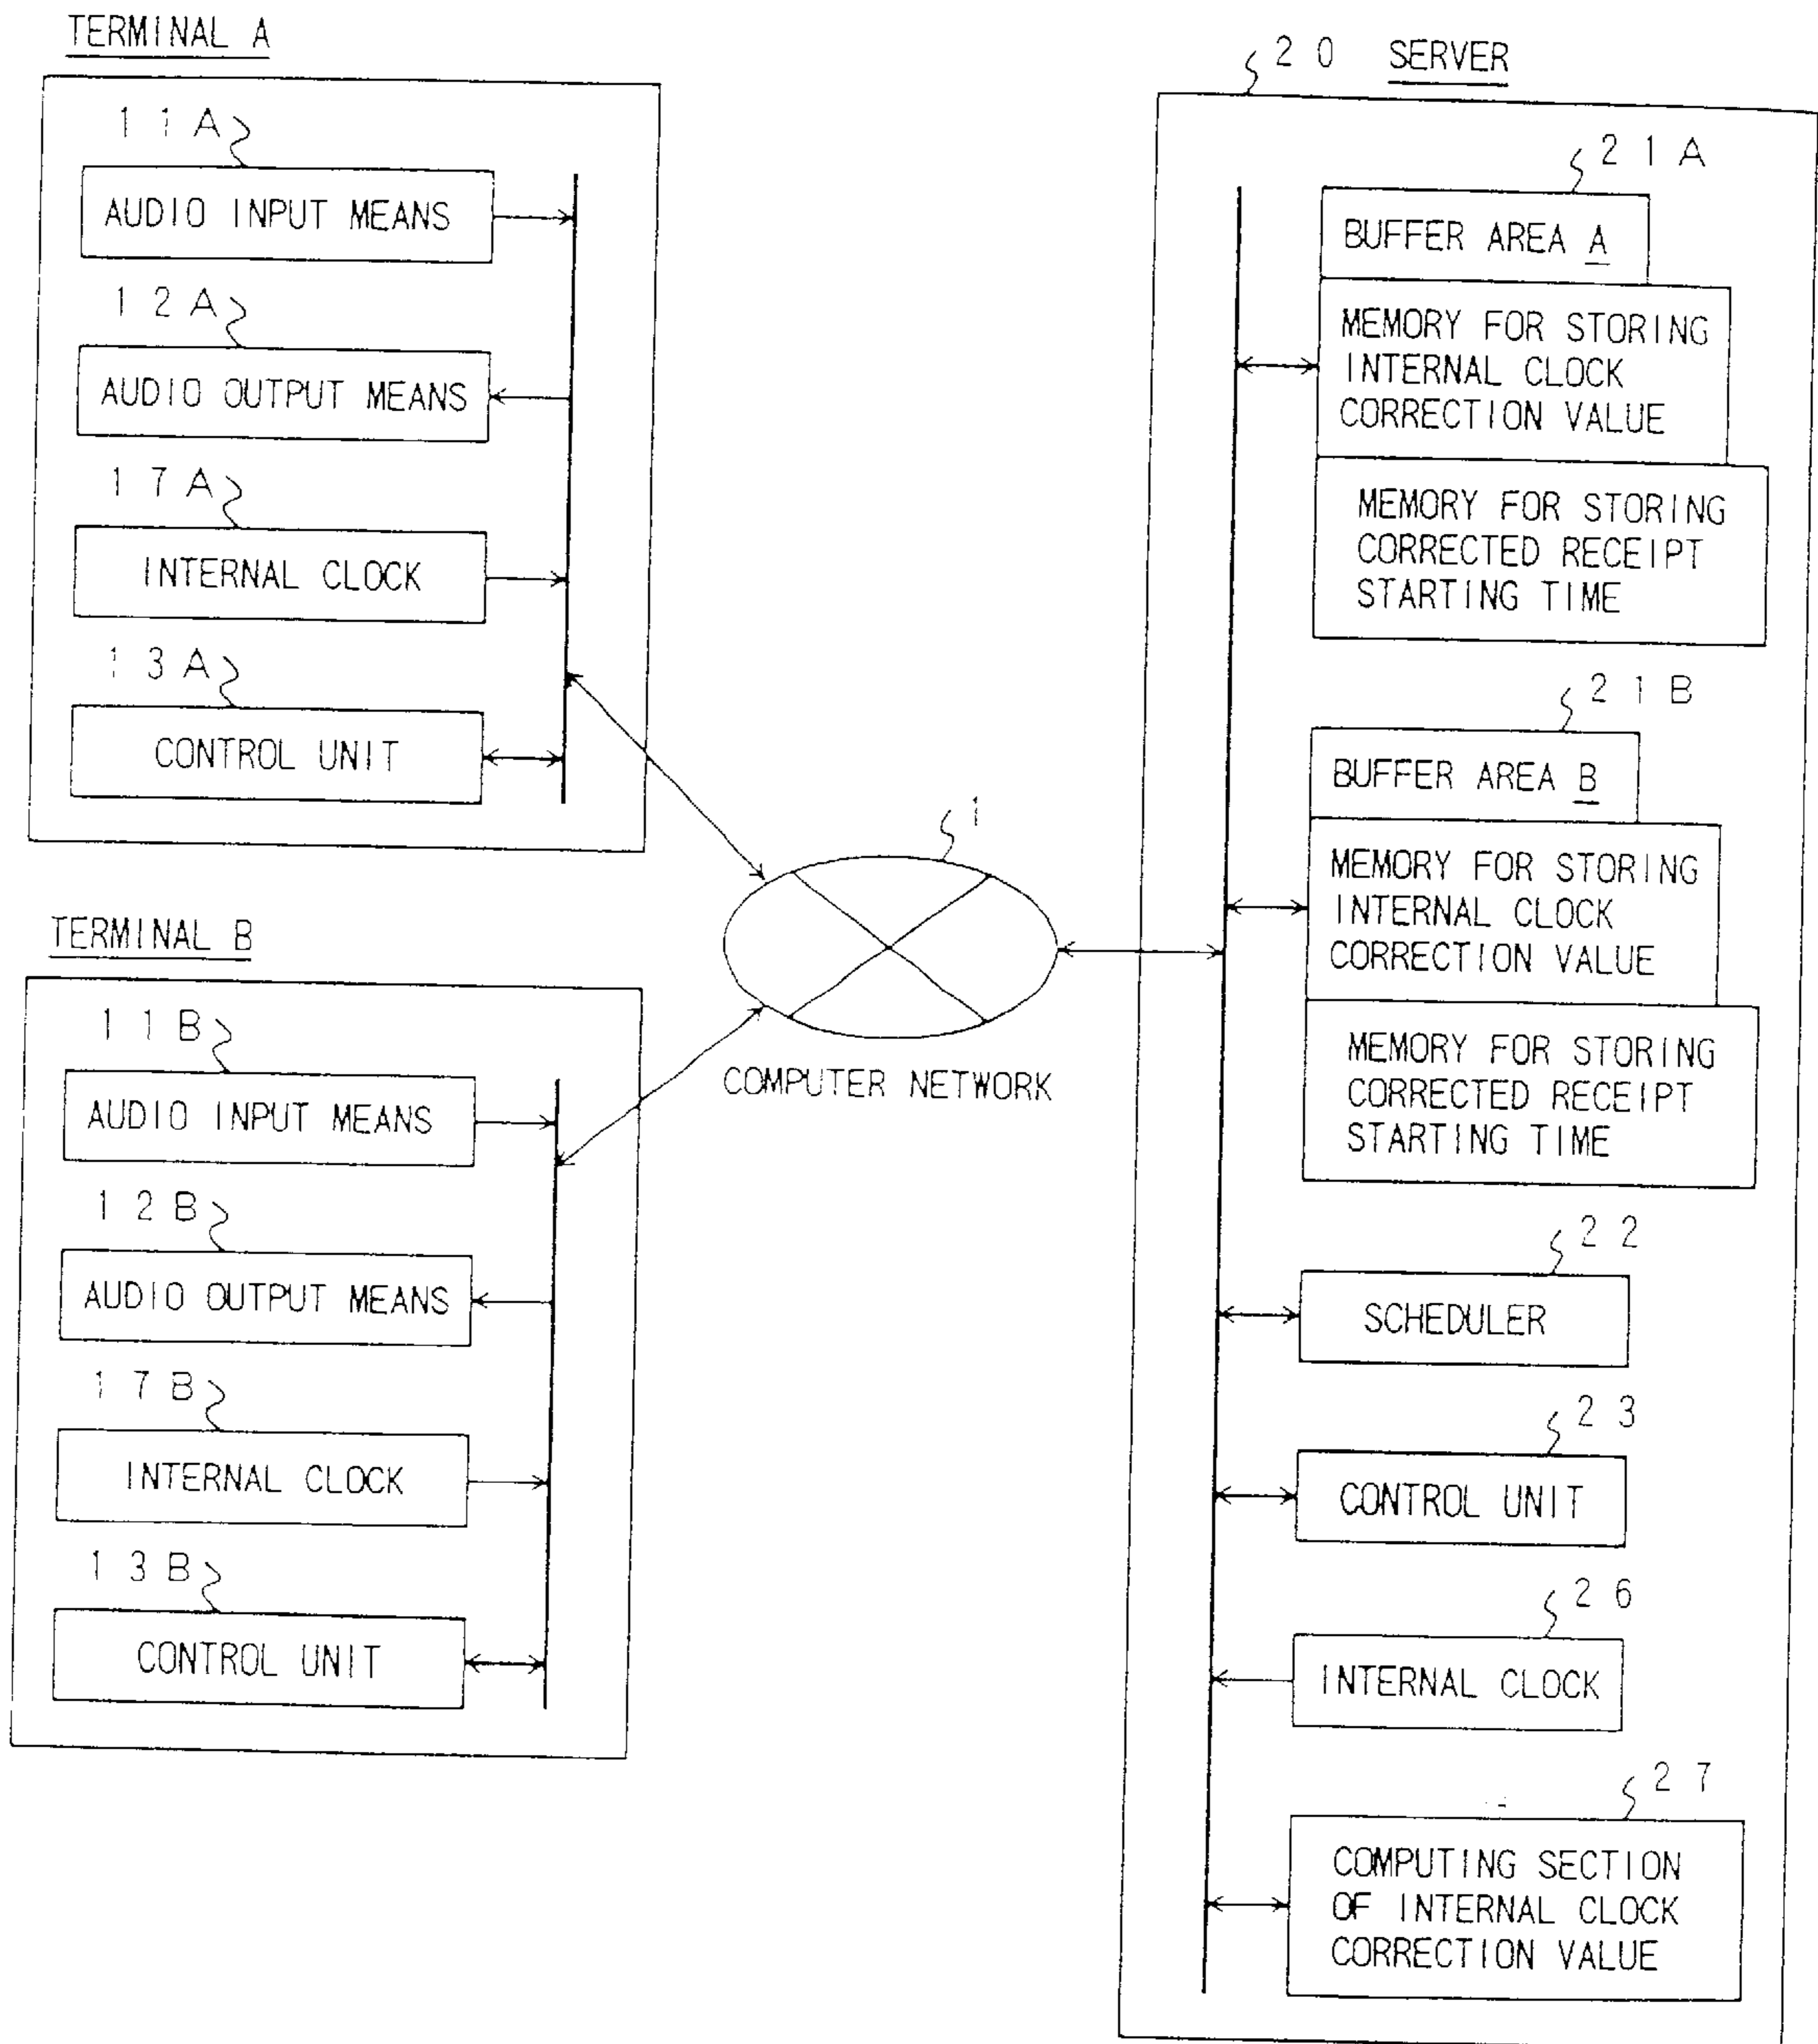 TERMINAL A
11A
AUDIO INPUT MEANS
12A
AUDIO OUTPUT MEANS
17A
INTERNAL CLOCK
13A
CONTROL UNIT
TERMINAL B
11B
AUDIO INPUT MEANS
12B
AUDIO OUTPUT MEANS
17B
INTERNAL CLOCK
13B
CONTROL UNIT
1
COMPUTER NETWORK
20 SERVER
21A
BUFFER AREA A
MEMORY FOR STORING
INTERNAL CLOCK
CORRECTION VALUE
MEMORY FOR STORING
CORRECTED RECEIPT
STARTING TIME
21B
BUFFER AREA B
MEMORY FOR STORING
INTERNAL CLOCK
CORRECTION VALUE
MEMORY FOR STORING
CORRECTED RECEIPT
STARTING TIME
22
SCHEDULER
23
CONTROL UNIT
26
INTERNAL CLOCK
27
COMPUTING SECTION
OF INTERNAL CLOCK
CORRECTION VALUE